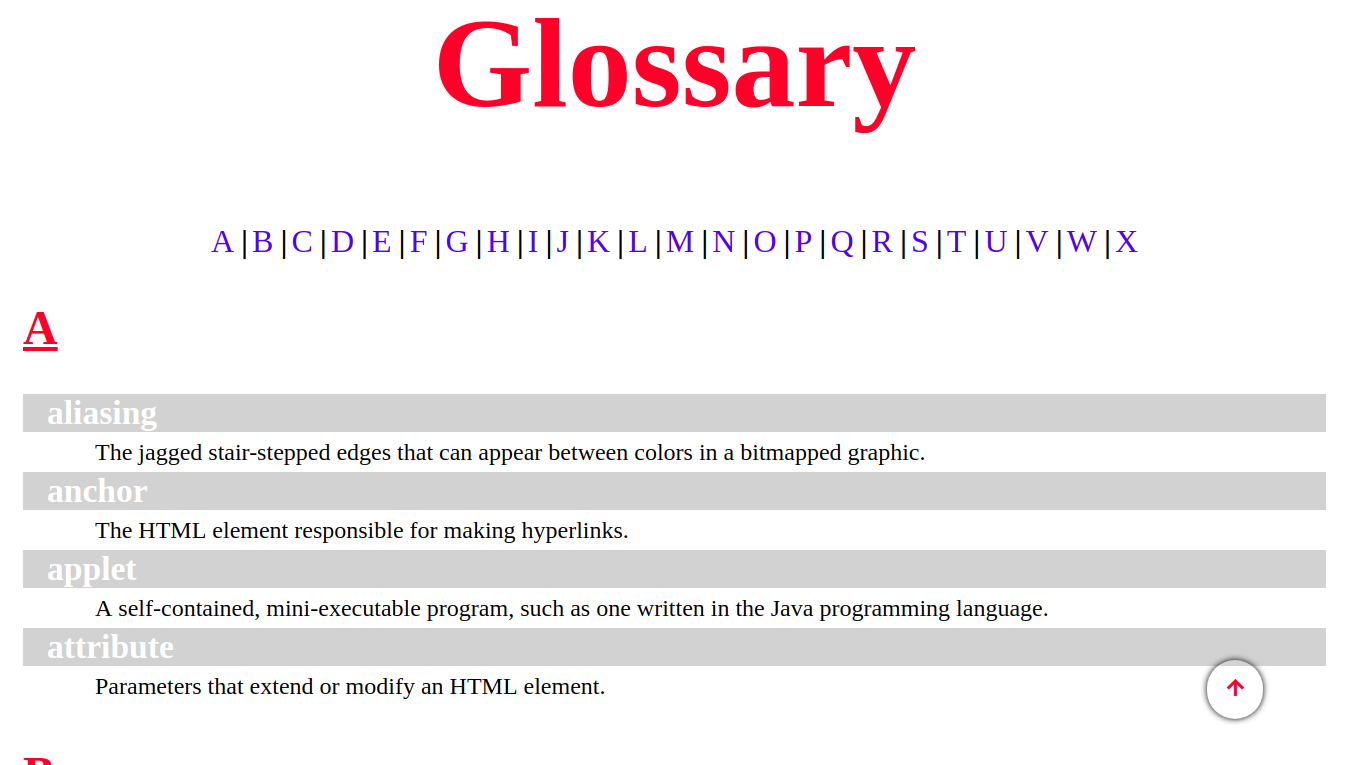 Glossary
A | B | C | D | E | F | G | H | I | J | K | L | M | N | O | P | Q | R | S | T | U | V | W | X
A
aliasing
The jagged stair-stepped edges that can appear between colors in a bitmapped graphic.
anchor
The HTML element responsible for making hyperlinks.
applet
A self-contained, mini-executable program, such as one written in the Java programming language.
attribute
Parameters that extend or modify an HTML element.